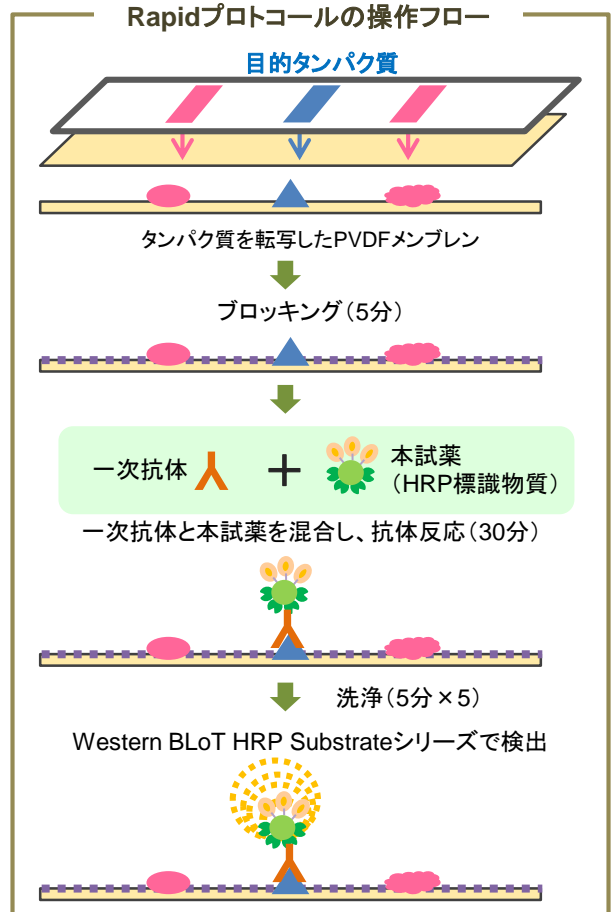 Rapidプロトコールの操作フロー
目的タンパク質
タンパク質を転写したPVDFメンブレン
ブロッキング（5分）
一次抗体
+
本試薬
（HRP標識物質）
一次抗体と本試薬を混合し、抗体反応（30分）
洗浄（5分×5）
Western BLoT HRP Substrateシリーズで検出